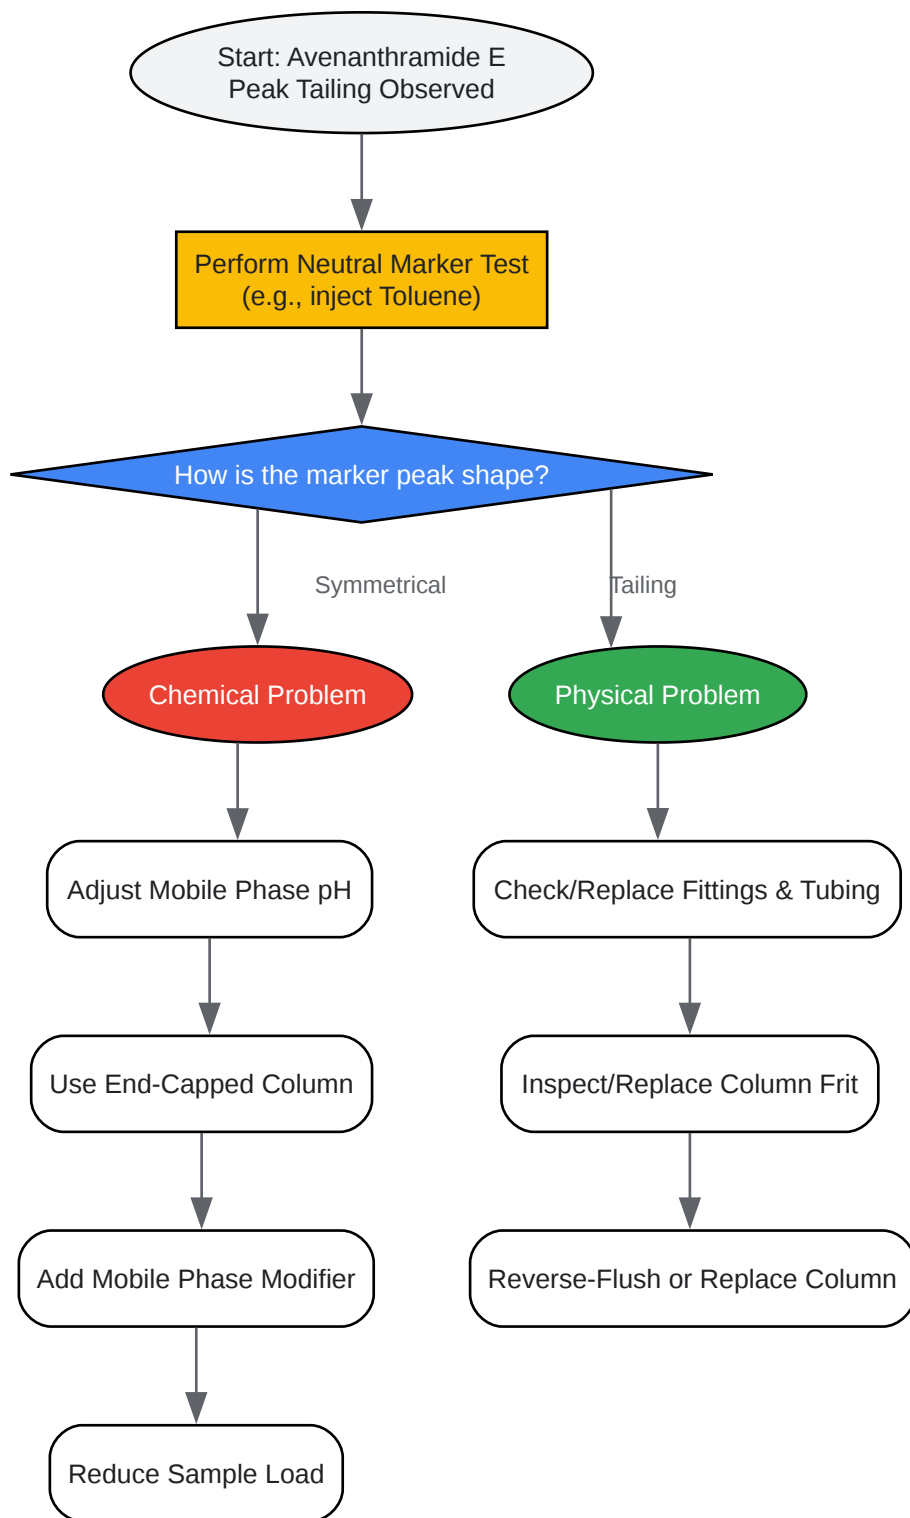 Start: Avenanthramide E
Peak Tailing Observed
Perform Neutral Marker Test
(e.g., inject Toluene)
How is the marker peak shape?
Symmetrical
Tailing
Chemical Problem
Physical Problem
Adjust Mobile Phase pH
Check/Replace Fittings & Tubing
Use End-Capped Column
Inspect/Replace Column Frit
Add Mobile Phase Modifier
Reverse-Flush or Replace Column
Reduce Sample Load